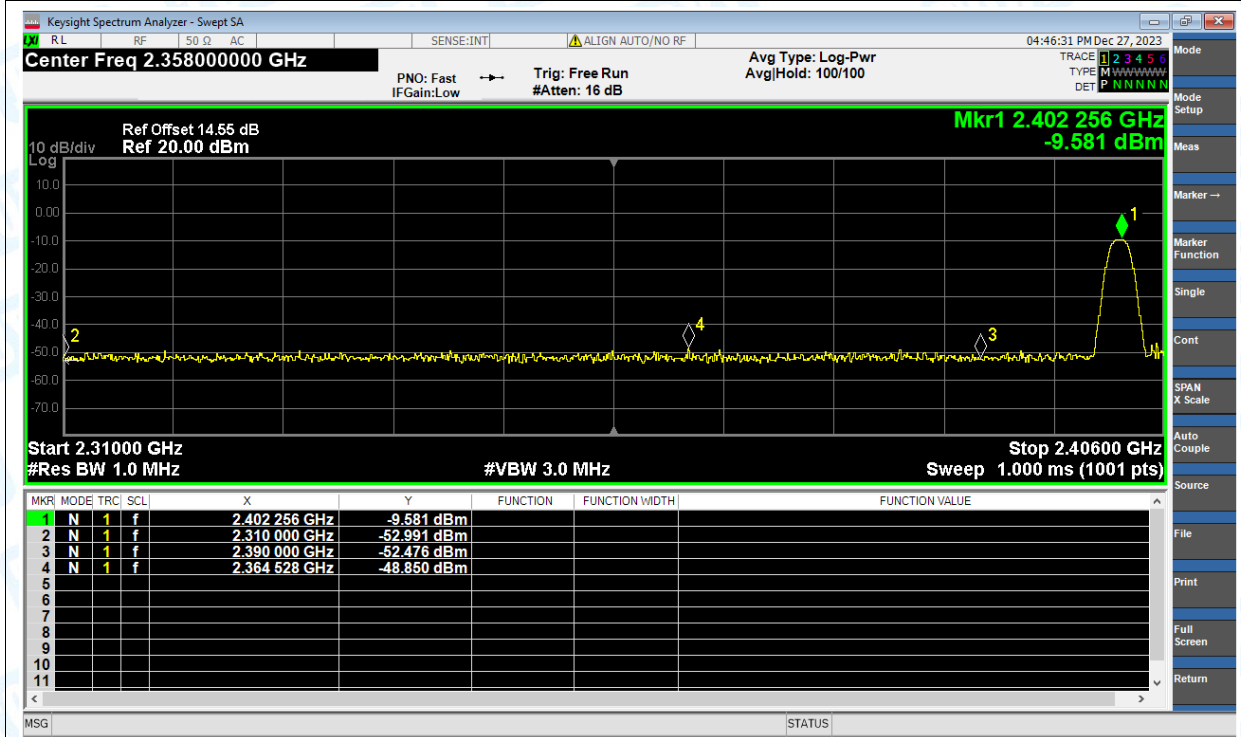 Keysight Spectrum Analyzer - Swept SA
LXI RL RF 50 Ω AC SENSE:INT ALIGN AUTO/NO RF 04:46:31 PM Dec 27, 2023
Center Freq 2.358000000 GHz
PNO: Fast
IFGain:Low
Trig: Free Run
#Atten: 16 dB
Avg Type: Log-Pwr
Avg|Hold: 100/100
TRACE 1 2 3 4 5 6
TYPE M WWWWW
DET P N N N N N
Ref Offset 14.55 dB
10 dB/div Ref 20.00 dBm
Log
Mkr1 2.402 256 GHz
-9.581 dBm
10.0
0.00
-10.0
-20.0
-30.0
-40.0
-50.0
-60.0
-70.0
1
2
4
3
Start 2.31000 GHz Stop 2.40600 GHz
#Res BW 1.0 MHz #VBW 3.0 MHz Sweep 1.000 ms (1001 pts)
MKR MODE TRC SCL X Y FUNCTION FUNCTION WIDTH FUNCTION VALUE
1 N 1 f 2.402 256 GHz -9.581 dBm
2 N 1 f 2.310 000 GHz -52.991 dBm
3 N 1 f 2.390 000 GHz -52.476 dBm
4 N 1 f 2.364 528 GHz -48.850 dBm
5
6
7
8
9
10
11
MSG STATUS
Mode
Mode
Setup
Meas
Marker →
Marker
Function
Single
Cont
SPAN
X Scale
Auto
Couple
Source
File
Print
Full
Screen
Return